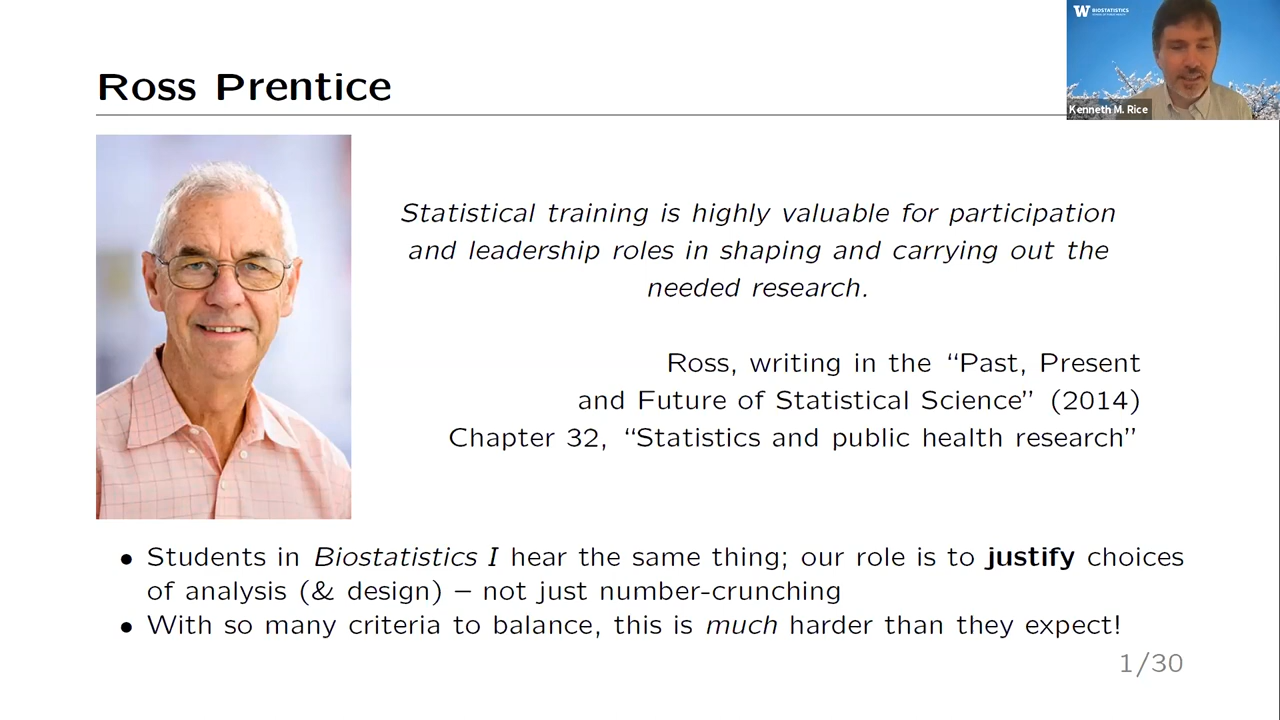 W BIOSTATISTICS
Kenneth M. Rice
Ross Prentice
Statistical training is highly valuable for participation
and leadership roles in shaping and carrying out the
needed research.
Ross, writing in the “Past, Present
and Future of Statistical Science” (2014)
Chapter 32, “Statistics and public health research”
• Students in Biostatistics I hear the same thing; our role is to justify choices
of analysis (& design) – not just number-crunching
• With so many criteria to balance, this is much harder than they expect!
1/30